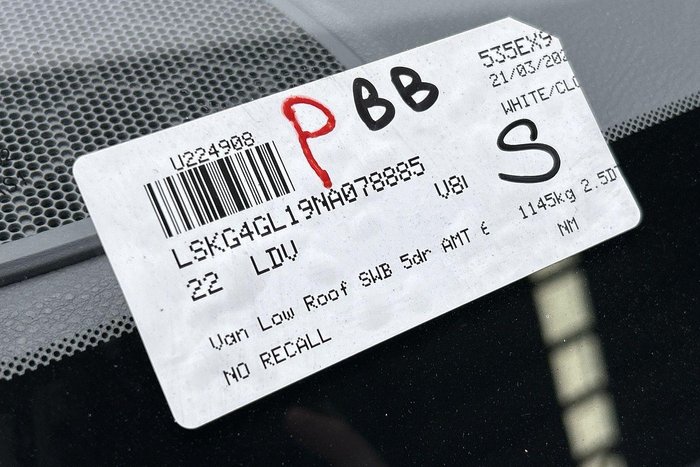 U224908
P BB
535EX9
21/03/202
WHITE/CLO
S
LSKG4GL19NA078885
V8I
22 LDV
1145kg 2.5DT
Van Low Roof SWB 5dr AMT 6
NM
NO RECALL